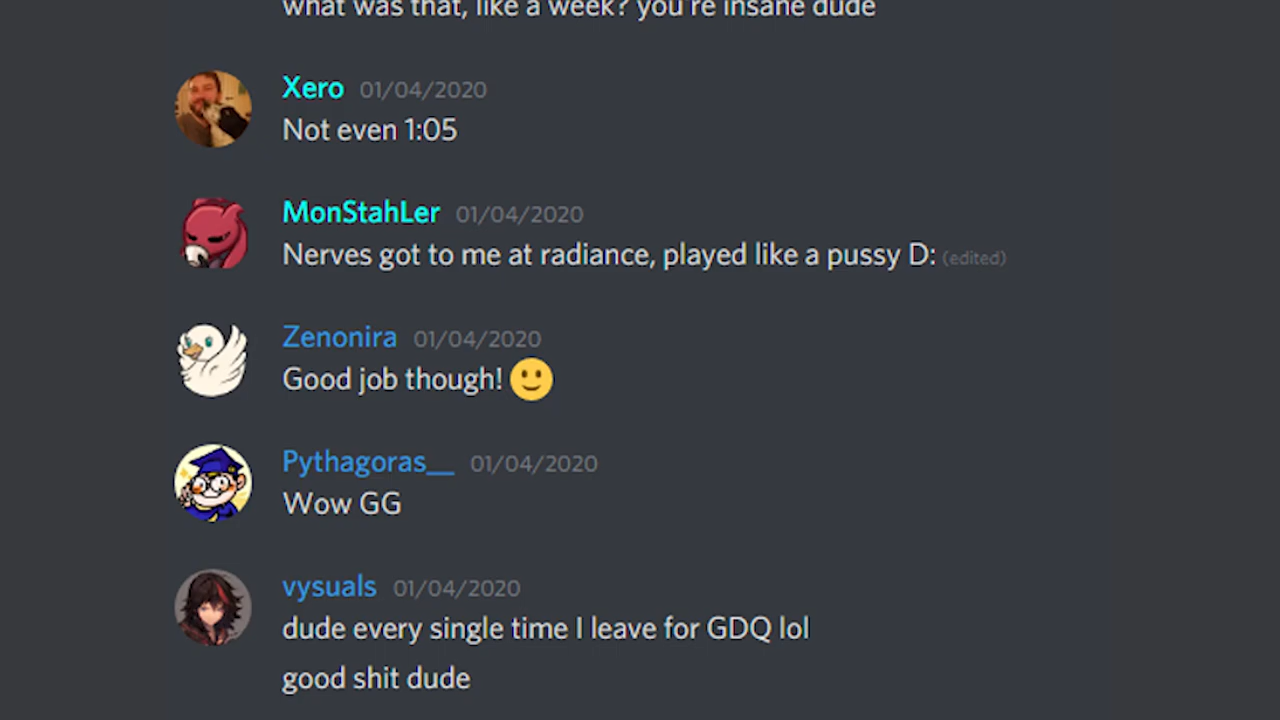 what was that, like a week? you're insane dude
Xero 01/04/2020
Not even 1:05
MonStahLer 01/04/2020
Nerves got to me at radiance, played like a pussy D: (edited)
Zenonira 01/04/2020
Good job though! 🙂
Pythagoras__ 01/04/2020
Wow GG
vysuals 01/04/2020
dude every single time I leave for GDQ lol
good shit dude